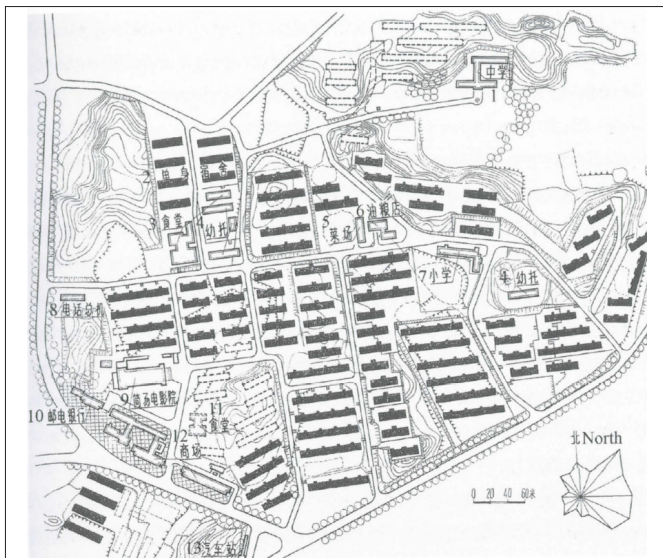 中学
1
2 单身宿舍
3 食堂
4 幼托
5 菜场
6 油粮店
7 小学
4 幼托
8 电站总机
9 商场电影院
10 邮电银行
11 食堂
12 商场
13 汽车站
北 North
0 20 40 60米